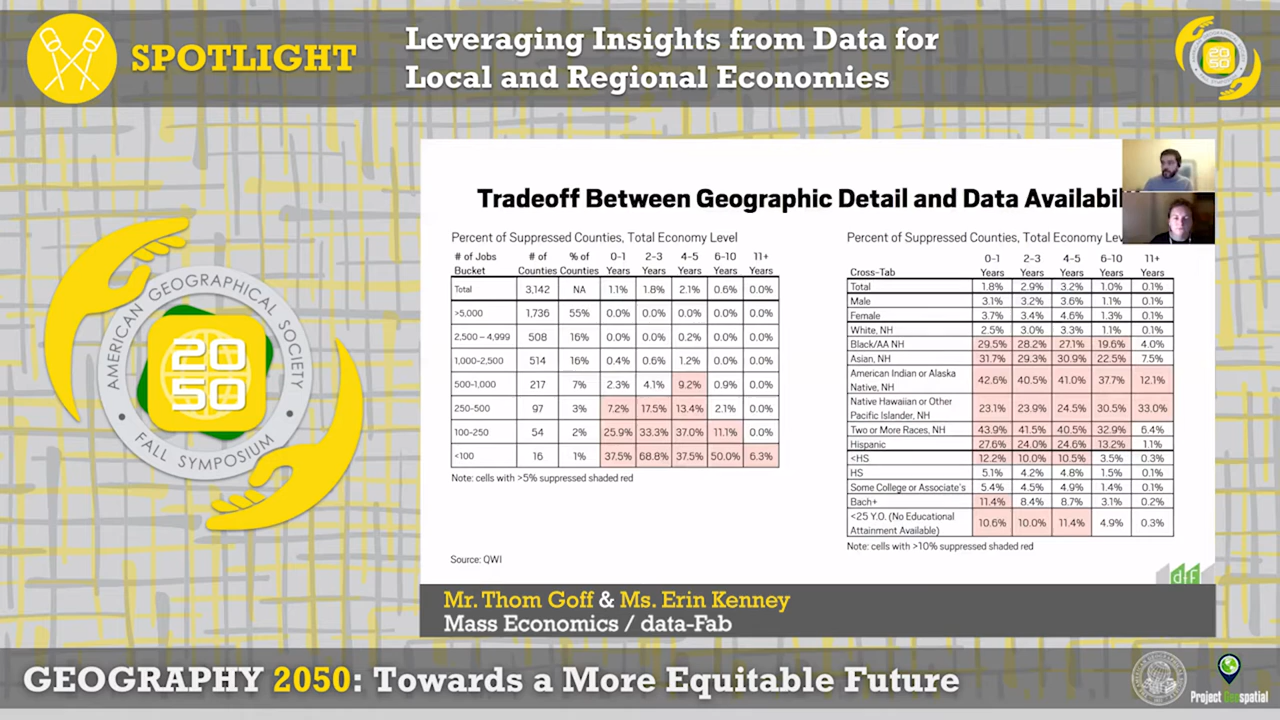 SPOTLIGHT
Leveraging Insights from Data for
Local and Regional Economies
20
50
AMERICAN GEOGRAPHICAL SOCIETY
20
50
• FALL SYMPOSIUM •
Tradeoff Between Geographic Detail and Data Availabil
Percent of Suppressed Counties, Total Economy Level
# of Jobs Bucket | # of Counties | % of Counties | 0-1 Years | 2-3 Years | 4-5 Years | 6-10 Years | 11+ Years
Total | 3,142 | NA | 1.1% | 1.8% | 2.1% | 0.6% | 0.0%
>5,000 | 1,736 | 55% | 0.0% | 0.0% | 0.0% | 0.0% | 0.0%
2,500 – 4,999 | 508 | 16% | 0.0% | 0.0% | 0.2% | 0.0% | 0.0%
1,000-2,500 | 514 | 16% | 0.4% | 0.6% | 1.2% | 0.0% | 0.0%
500-1,000 | 217 | 7% | 2.3% | 4.1% | 9.2% | 0.9% | 0.0%
250-500 | 97 | 3% | 7.2% | 17.5% | 13.4% | 2.1% | 0.0%
100-250 | 54 | 2% | 25.9% | 33.3% | 37.0% | 11.1% | 0.0%
<100 | 16 | 1% | 37.5% | 68.8% | 37.5% | 50.0% | 6.3%
Note: cells with >5% suppressed shaded red
Source: QWI
Percent of Suppressed Counties, Total Economy Lev
Cross-Tab | 0-1 Years | 2-3 Years | 4-5 Years | 6-10 Years | 11+ Years
Total | 1.8% | 2.9% | 3.2% | 1.0% | 0.1%
Male | 3.1% | 3.2% | 3.6% | 1.1% | 0.1%
Female | 3.7% | 3.4% | 4.6% | 1.3% | 0.1%
White, NH | 2.5% | 3.0% | 3.3% | 1.1% | 0.1%
Black/AA NH | 29.5% | 28.2% | 27.1% | 19.6% | 4.0%
Asian, NH | 31.7% | 29.3% | 30.9% | 22.5% | 7.5%
American Indian or Alaska Native, NH | 42.6% | 40.5% | 41.0% | 37.7% | 12.1%
Native Hawaiian or Other Pacific Islander, NH | 23.1% | 23.9% | 24.5% | 30.5% | 33.0%
Two or More Races, NH | 43.9% | 41.5% | 40.5% | 32.9% | 6.4%
Hispanic | 27.6% | 24.0% | 24.6% | 13.2% | 1.1%
<HS | 12.2% | 10.0% | 10.5% | 3.5% | 0.3%
HS | 5.1% | 4.2% | 4.8% | 1.5% | 0.1%
Some College or Associate's | 5.4% | 4.5% | 4.9% | 1.4% | 0.1%
Bach+ | 11.4% | 8.4% | 8.7% | 3.1% | 0.2%
<25 Y.O. (No Educational Attainment Available) | 10.6% | 10.0% | 11.4% | 4.9% | 0.3%
Note: cells with >10% suppressed shaded red
dfF
Mr. Thom Goff & Ms. Erin Kenney
Mass Economics / data-Fab
GEOGRAPHY 2050: Towards a More Equitable Future
Project Geospatial